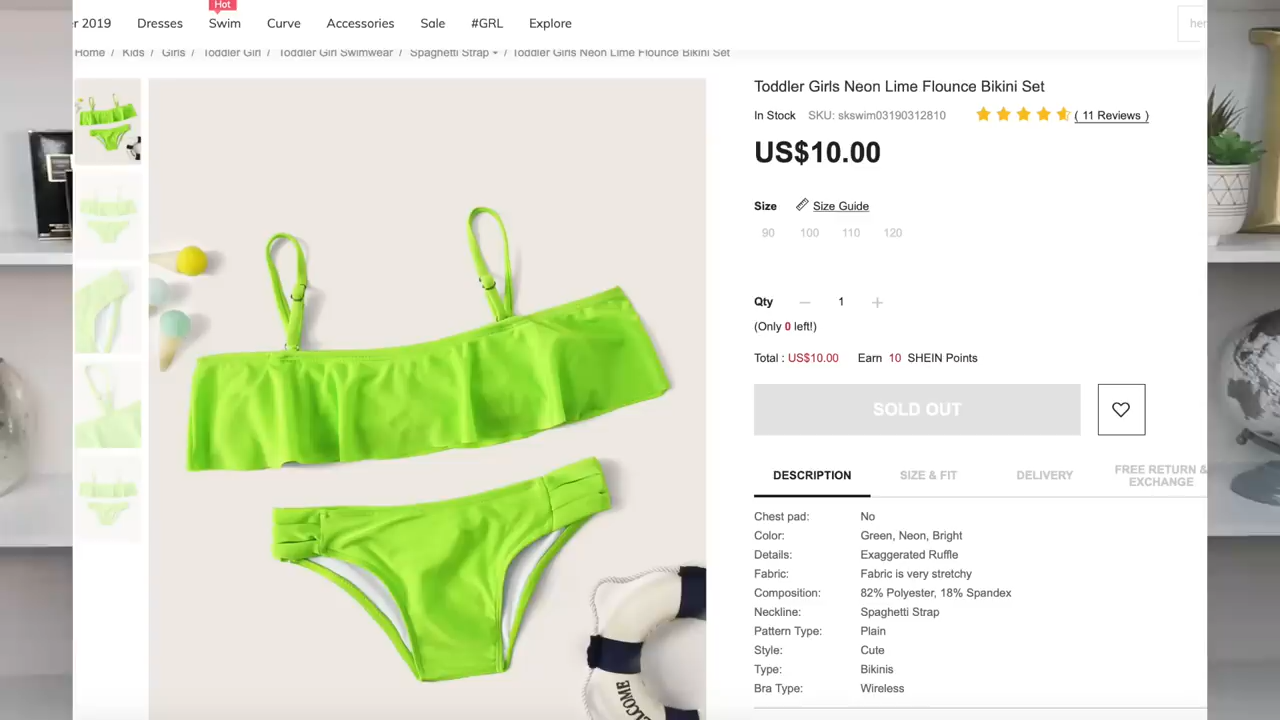 Hot
r 2019 Dresses Swim Curve Accessories Sale #GRL Explore
her
Home / Kids / Girls / Toddler Girl / Toddler Girl Swimwear / Spaghetti Strap / Toddler Girls Neon Lime Flounce Bikini Set
Toddler Girls Neon Lime Flounce Bikini Set
In Stock SKU: skswim03190312810 ( 11 Reviews )
US$10.00
Size Size Guide
90 100 110 120
Qty 1
(Only 0 left!)
Total : US$10.00 Earn 10 SHEIN Points
SOLD OUT
DESCRIPTION SIZE & FIT DELIVERY FREE RETURN & EXCHANGE
Chest pad: No
Color: Green, Neon, Bright
Details: Exaggerated Ruffle
Fabric: Fabric is very stretchy
Composition: 82% Polyester, 18% Spandex
Neckline: Spaghetti Strap
Pattern Type: Plain
Style: Cute
Type: Bikinis
Bra Type: Wireless
ELCOME